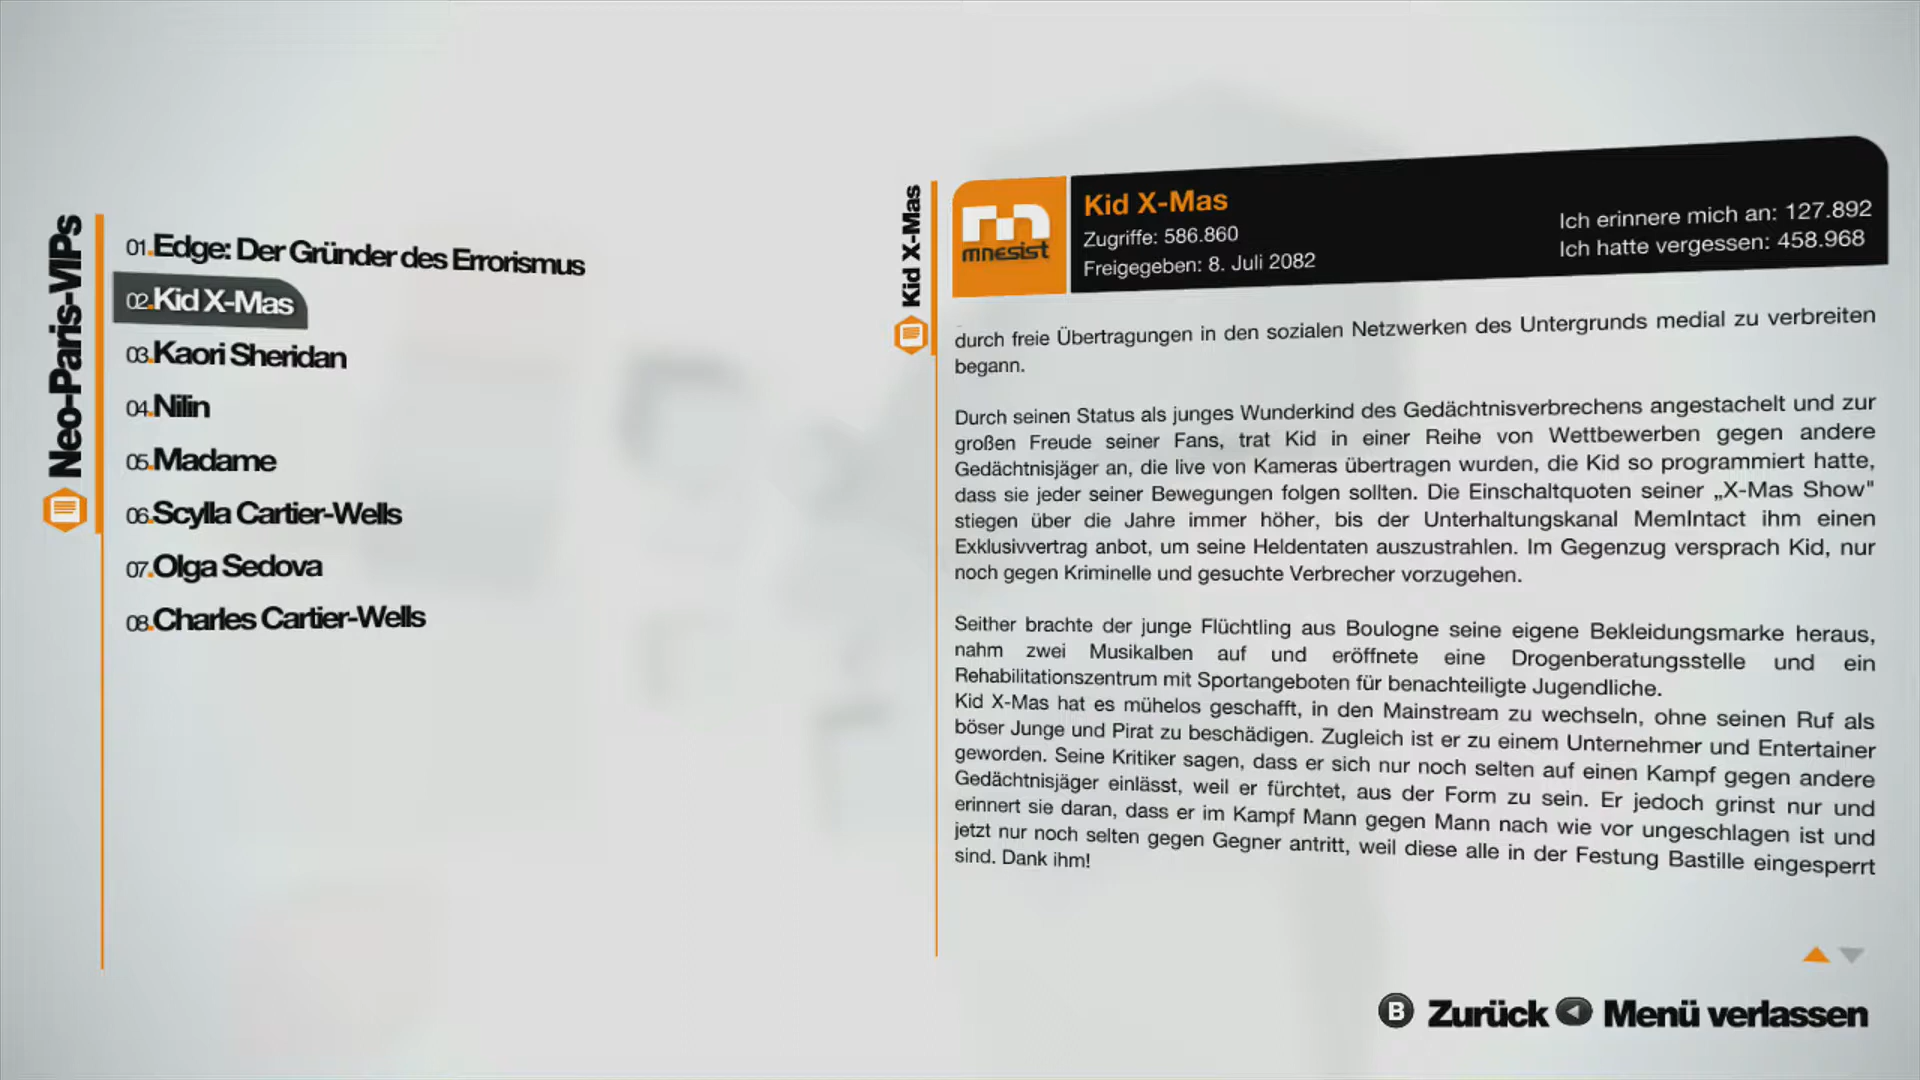 Neo-Paris-VIPs
01.Edge: Der Gründer des Errorismus
02.Kid X-Mas
03.Kaori Sheridan
04.Nilin
05.Madame
06.Scylla Cartier-Wells
07.Olga Sedova
08.Charles Cartier-Wells
Kid X-Mas
mnesist
Kid X-Mas
Zugriffe: 586.860
Freigegeben: 8. Juli 2082
Ich erinnere mich an: 127.892
Ich hatte vergessen: 458.968
durch freie Übertragungen in den sozialen Netzwerken des Untergrunds medial zu verbreiten
begann.
Durch seinen Status als junges Wunderkind des Gedächtnisverbrechens angestachelt und zur
großen Freude seiner Fans, trat Kid in einer Reihe von Wettbewerben gegen andere
Gedächtnisjäger an, die live von Kameras übertragen wurden, die Kid so programmiert hatte,
dass sie jeder seiner Bewegungen folgen sollten. Die Einschaltquoten seiner „X-Mas Show"
stiegen über die Jahre immer höher, bis der Unterhaltungskanal MemIntact ihm einen
Exklusivvertrag anbot, um seine Heldentaten auszustrahlen. Im Gegenzug versprach Kid, nur
noch gegen Kriminelle und gesuchte Verbrecher vorzugehen.
Seither brachte der junge Flüchtling aus Boulogne seine eigene Bekleidungsmarke heraus,
nahm zwei Musikalben auf und eröffnete eine Drogenberatungsstelle und ein
Rehabilitationszentrum mit Sportangeboten für benachteiligte Jugendliche.
Kid X-Mas hat es mühelos geschafft, in den Mainstream zu wechseln, ohne seinen Ruf als
böser Junge und Pirat zu beschädigen. Zugleich ist er zu einem Unternehmer und Entertainer
geworden. Seine Kritiker sagen, dass er sich nur noch selten auf einen Kampf gegen andere
Gedächtnisjäger einlässt, weil er fürchtet, aus der Form zu sein. Er jedoch grinst nur und
erinnert sie daran, dass er im Kampf Mann gegen Mann nach wie vor ungeschlagen ist und
jetzt nur noch selten gegen Gegner antritt, weil diese alle in der Festung Bastille eingesperrt
sind. Dank ihm!
B Zurück Menü verlassen